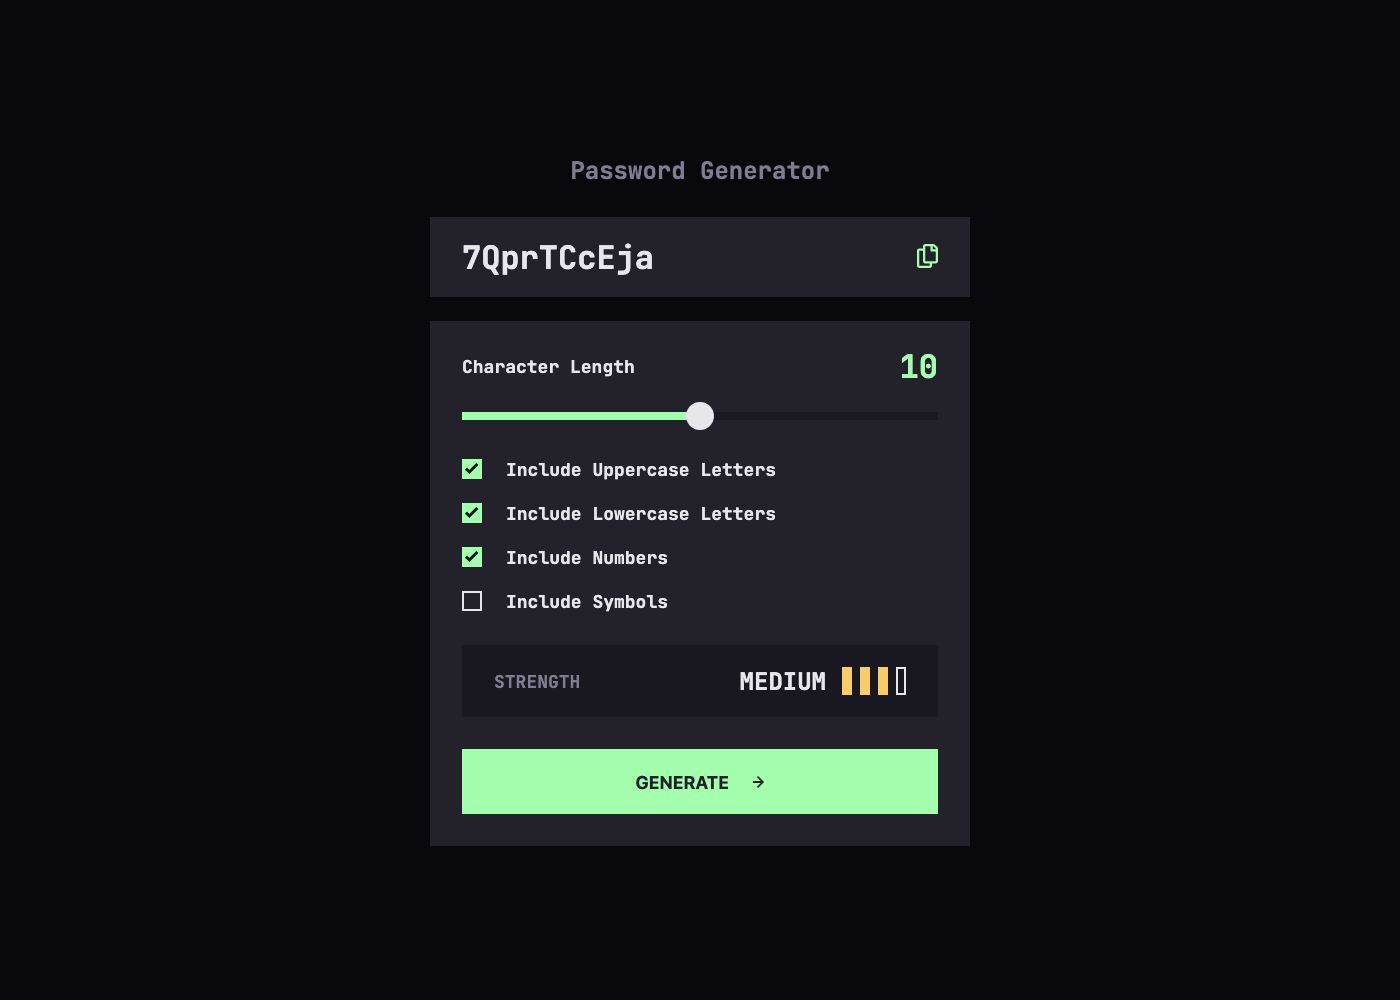 Password Generator
7QprTCcEja
Character Length 10
Include Uppercase Letters
Include Lowercase Letters
Include Numbers
Include Symbols
STRENGTH MEDIUM
GENERATE →